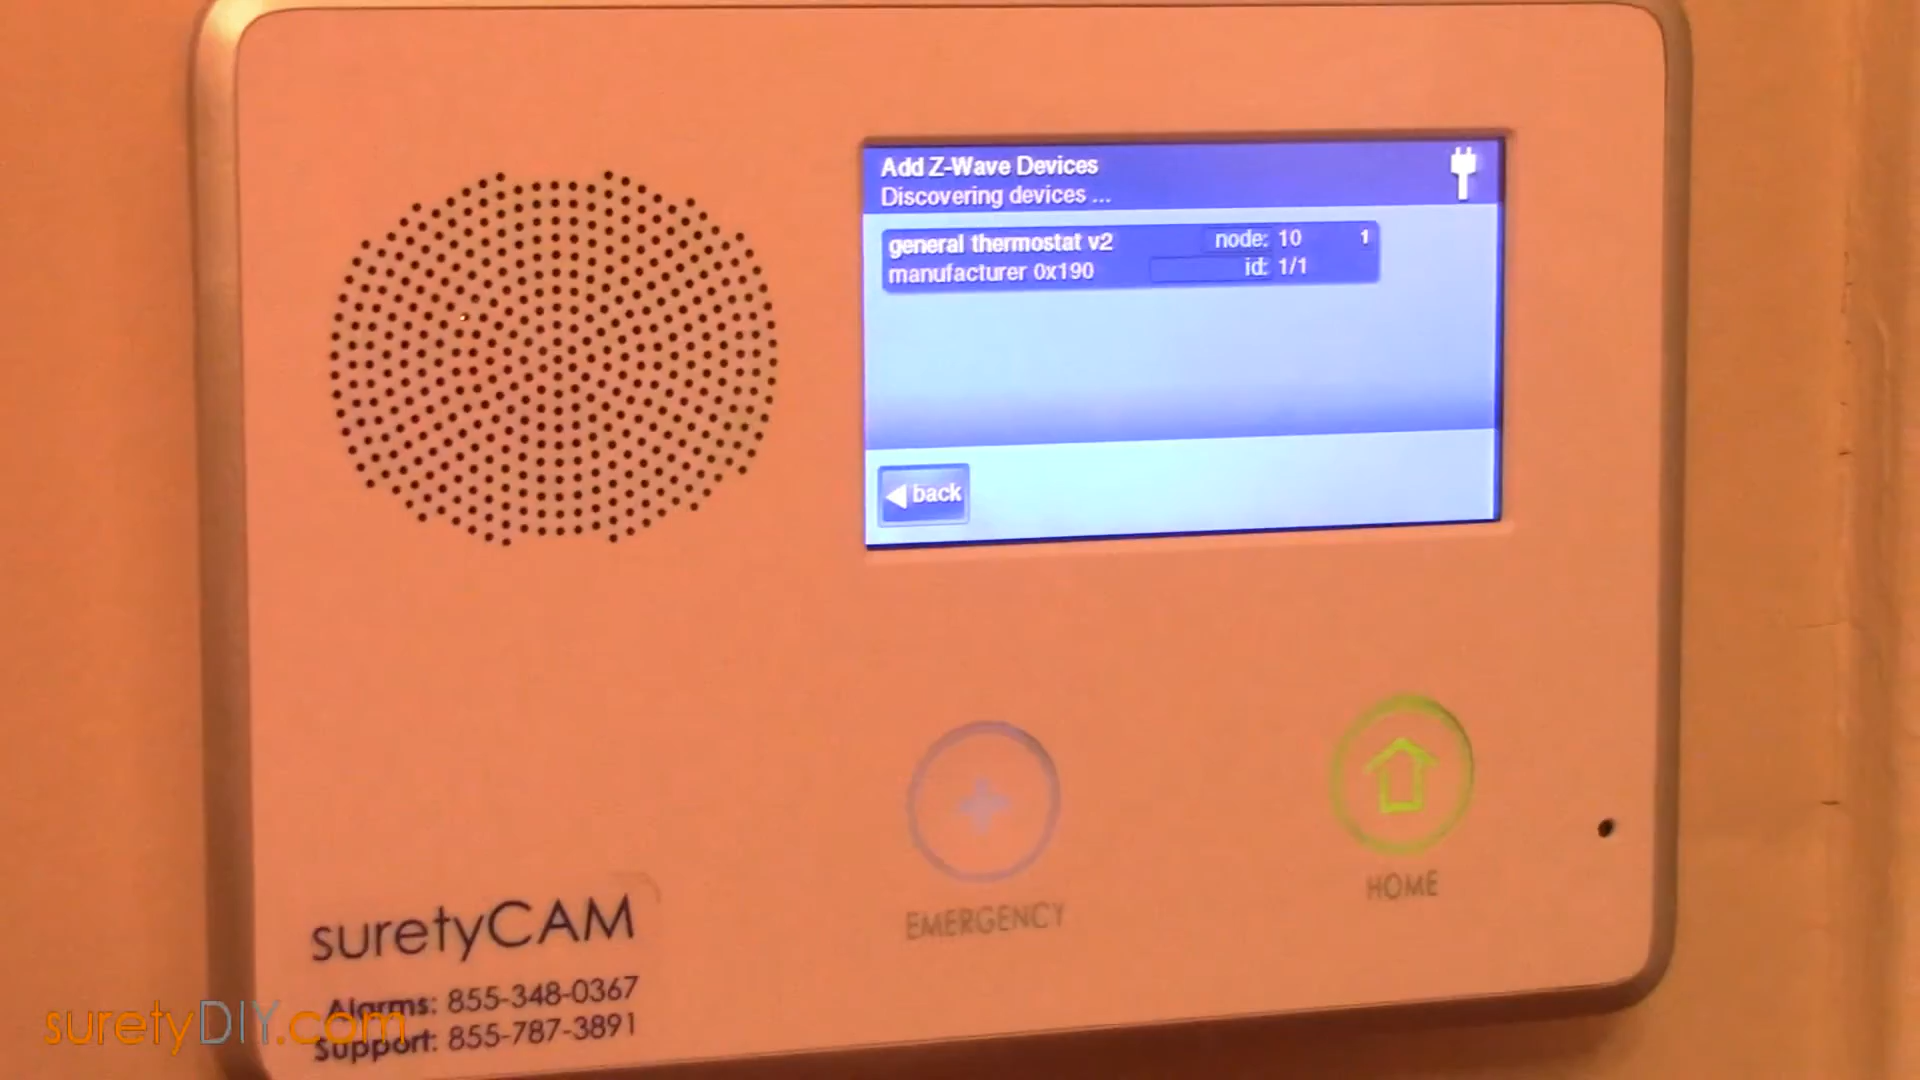 Add Z-Wave Devices
Discovering devices ...
general thermostat v2 node: 10 1
manufacturer 0x190 id: 1/1
back
EMERGENCY
HOME
suretyCAM
Alarms: 855-348-0367
Support: 855-787-3891
suretyDIY.com